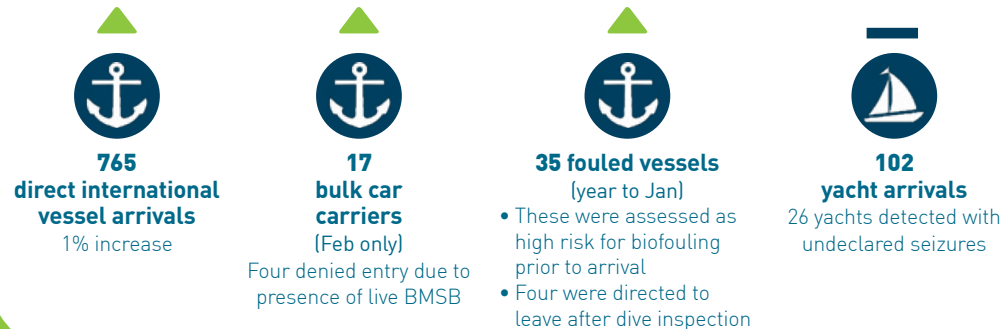 765
direct international
vessel arrivals
1% increase
17
bulk car
carriers
(Feb only)
Four denied entry due to
presence of live BMSB
35 fouled vessels
(year to Jan)
• These were assessed as
high risk for biofouling
prior to arrival
• Four were directed to
leave after dive inspection
102
yacht arrivals
26 yachts detected with
undeclared seizures